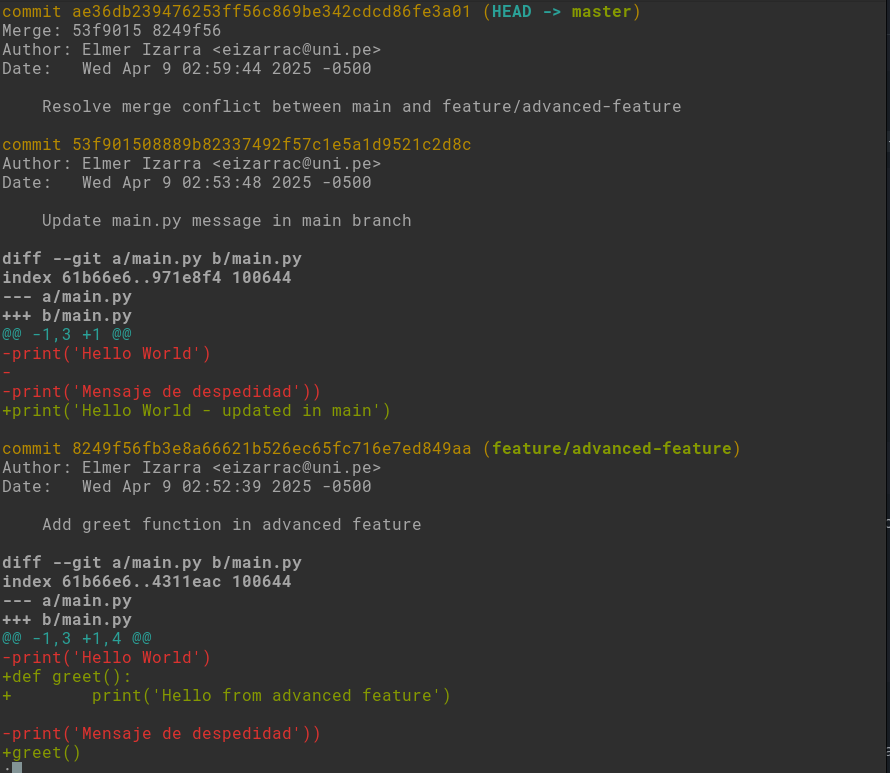 commit ae36db239476253ff56c869be342cdcd86fe3a01 (HEAD -> master)
Merge: 53f9015 8249f56
Author: Elmer Izarra <eizarrac@uni.pe>
Date:   Wed Apr 9 02:59:44 2025 -0500
    Resolve merge conflict between main and feature/advanced-feature
commit 53f901508889b82337492f57c1e5a1d9521c2d8c
Author: Elmer Izarra <eizarrac@uni.pe>
Date:   Wed Apr 9 02:53:48 2025 -0500
    Update main.py message in main branch
diff --git a/main.py b/main.py
index 61b66e6..971e8f4 100644
--- a/main.py
+++ b/main.py
@@ -1,3 +1 @@
-print('Hello World')
-
-print('Mensaje de despedidad'))
+print('Hello World - updated in main')
commit 8249f56fb3e8a66621b526ec65fc716e7ed849aa (feature/advanced-feature)
Author: Elmer Izarra <eizarrac@uni.pe>
Date:   Wed Apr 9 02:52:39 2025 -0500
    Add greet function in advanced feature
diff --git a/main.py b/main.py
index 61b66e6..4311eac 100644
--- a/main.py
+++ b/main.py
@@ -1,3 +1,4 @@
-print('Hello World')
+def greet():
+        print('Hello from advanced feature')
-print('Mensaje de despedidad'))
+greet()
: